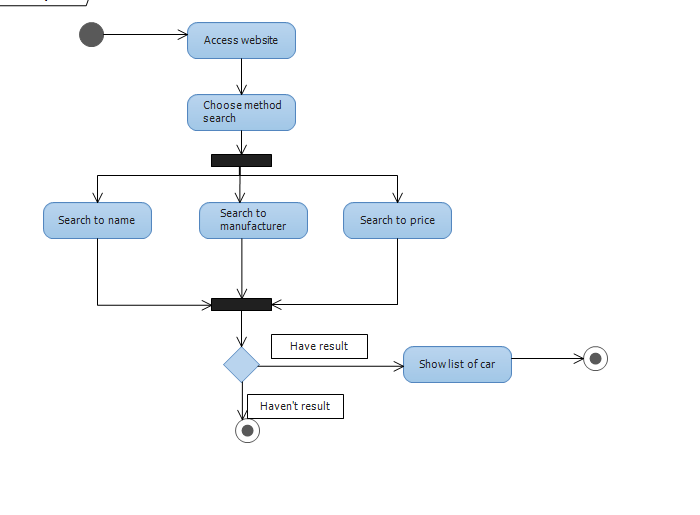 Access website
Choose method
search
Search to name
Search to
manufacturer
Search to price
Have result
Show list of car
Haven't result